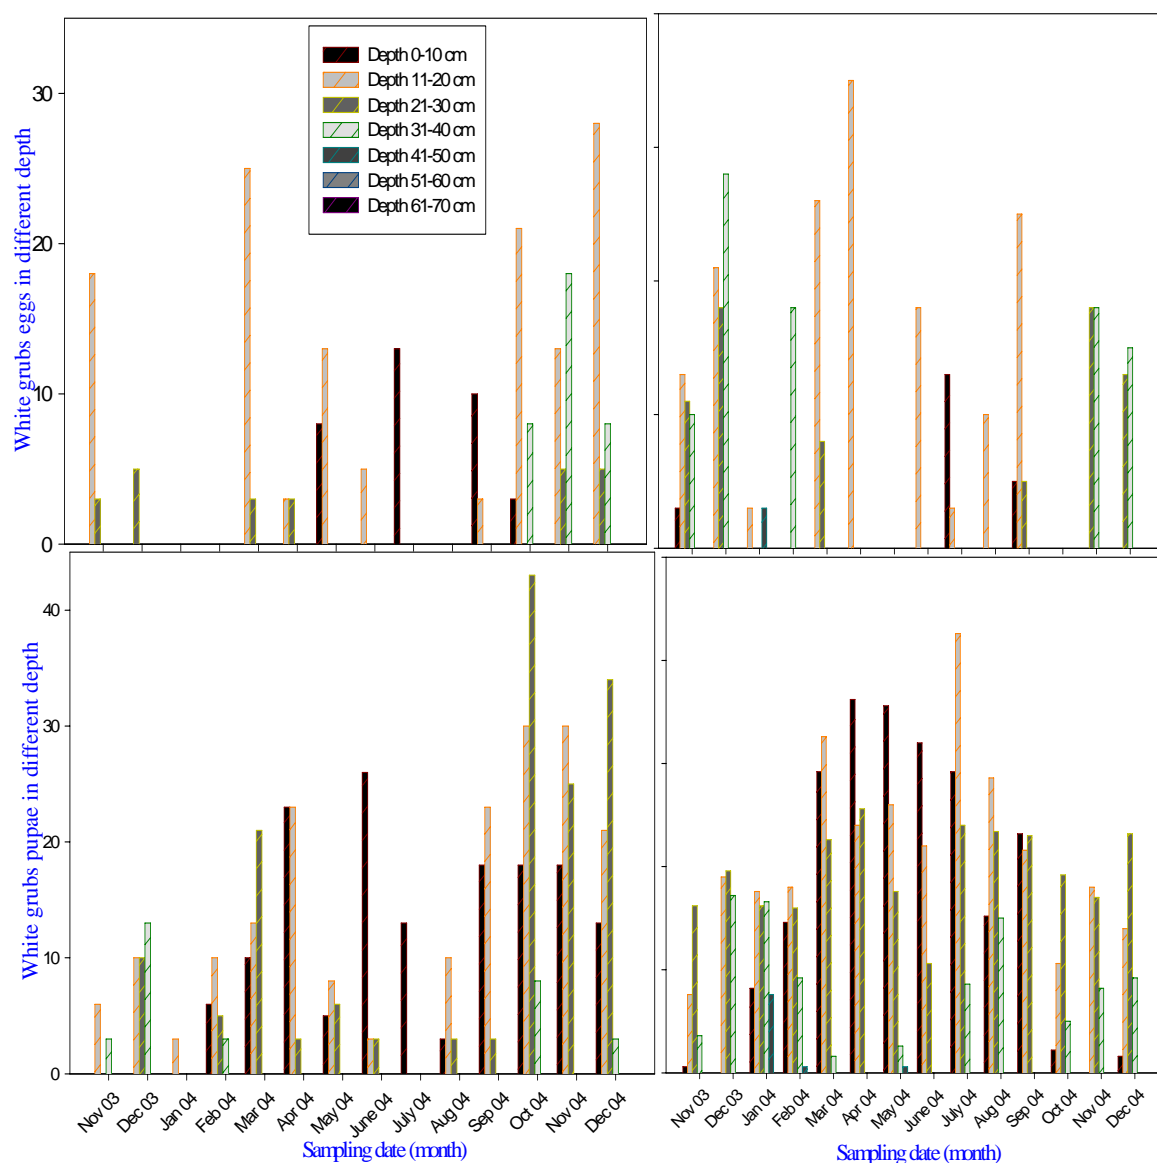 Depth 0-10 cm
Depth 11-20 cm
Depth 21-30 cm
Depth 31-40 cm
Depth 41-50 cm
Depth 51-60 cm
Depth 61-70 cm
White grubs eggs in different depth
30
20
10
0
White grubs pupae in different depth
40
30
20
10
0
Nov 03
Dec 03
Jan 04
Feb 04
Mar 04
Apr 04
May 04
June 04
July 04
Aug 04
Sep 04
Oct 04
Nov 04
Dec 04
Sampling date (month)
Nov 03
Dec 03
Jan 04
Feb 04
Mar 04
Apr 04
May 04
June 04
July 04
Aug 04
Sep 04
Oct 04
Nov 04
Dec 04
Sampling date (month)